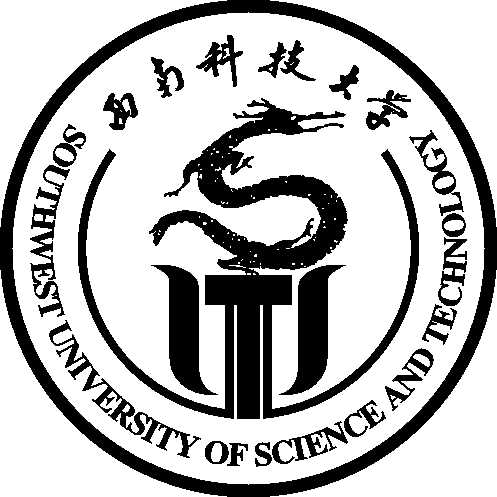 西南科技大学
SOUTHWEST UNIVERSITY OF SCIENCE AND TECHNOLOGY